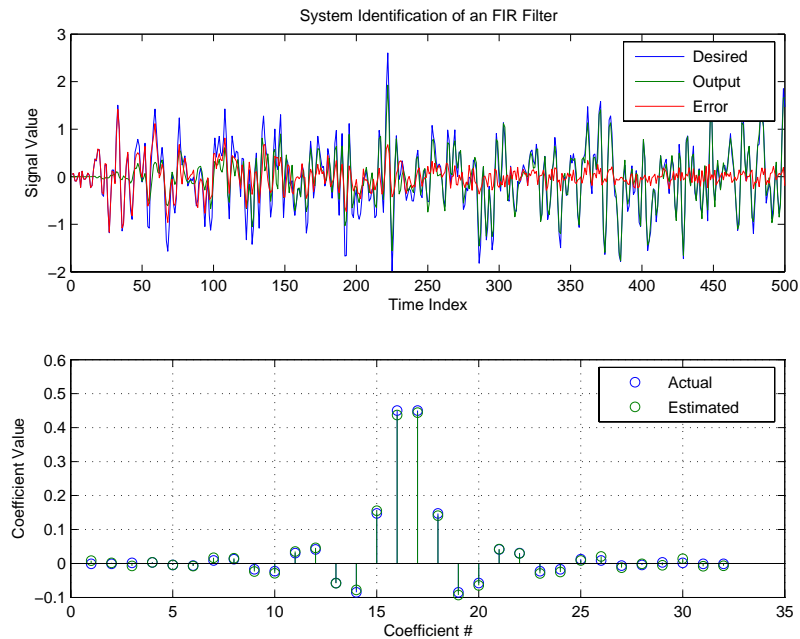 System Identification of an FIR Filter
3
2
1
0
−1
−2
Signal Value
Desired
Output
Error
0 50 100 150 200 250 300 350 400 450 500
Time Index
0.6
0.5
0.4
0.3
0.2
0.1
0
−0.1
Coefficient Value
Actual
Estimated
0 5 10 15 20 25 30 35
Coefficient #